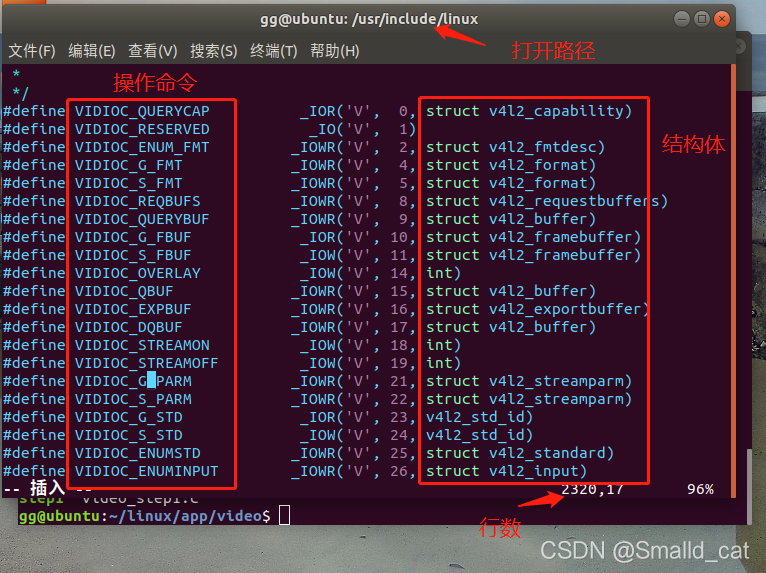 gg@ubuntu: /usr/include/linux
文件(F) 编辑(E) 查看(V) 搜索(S) 终端(T) 帮助(H)
打开路径
操作命令
结构体
*
*/
#define VIDIOC_QUERYCAP _IOR('V', 0, struct v4l2_capability)
#define VIDIOC_RESERVED _IO('V', 1)
#define VIDIOC_ENUM_FMT _IOWR('V', 2, struct v4l2_fmtdesc)
#define VIDIOC_G_FMT _IOWR('V', 4, struct v4l2_format)
#define VIDIOC_S_FMT _IOWR('V', 5, struct v4l2_format)
#define VIDIOC_REQBUFS _IOWR('V', 8, struct v4l2_requestbuffers)
#define VIDIOC_QUERYBUF _IOWR('V', 9, struct v4l2_buffer)
#define VIDIOC_G_FBUF _IOR('V', 10, struct v4l2_framebuffer)
#define VIDIOC_S_FBUF _IOW('V', 11, struct v4l2_framebuffer)
#define VIDIOC_OVERLAY _IOW('V', 14, int)
#define VIDIOC_QBUF _IOWR('V', 15, struct v4l2_buffer)
#define VIDIOC_EXPBUF _IOWR('V', 16, struct v4l2_exportbuffer)
#define VIDIOC_DQBUF _IOWR('V', 17, struct v4l2_buffer)
#define VIDIOC_STREAMON _IOW('V', 18, int)
#define VIDIOC_STREAMOFF _IOW('V', 19, int)
#define VIDIOC_G_PARM _IOWR('V', 21, struct v4l2_streamparm)
#define VIDIOC_S_PARM _IOWR('V', 22, struct v4l2_streamparm)
#define VIDIOC_G_STD _IOR('V', 23, v4l2_std_id)
#define VIDIOC_S_STD _IOW('V', 24, v4l2_std_id)
#define VIDIOC_ENUMSTD _IOWR('V', 25, struct v4l2_standard)
#define VIDIOC_ENUMINPUT _IOWR('V', 26, struct v4l2_input)
-- 插入 -- 2320,17 96%
step1 video_step1.c
gg@ubuntu:~/linux/app/video$
行数
CSDN @Smalld_cat